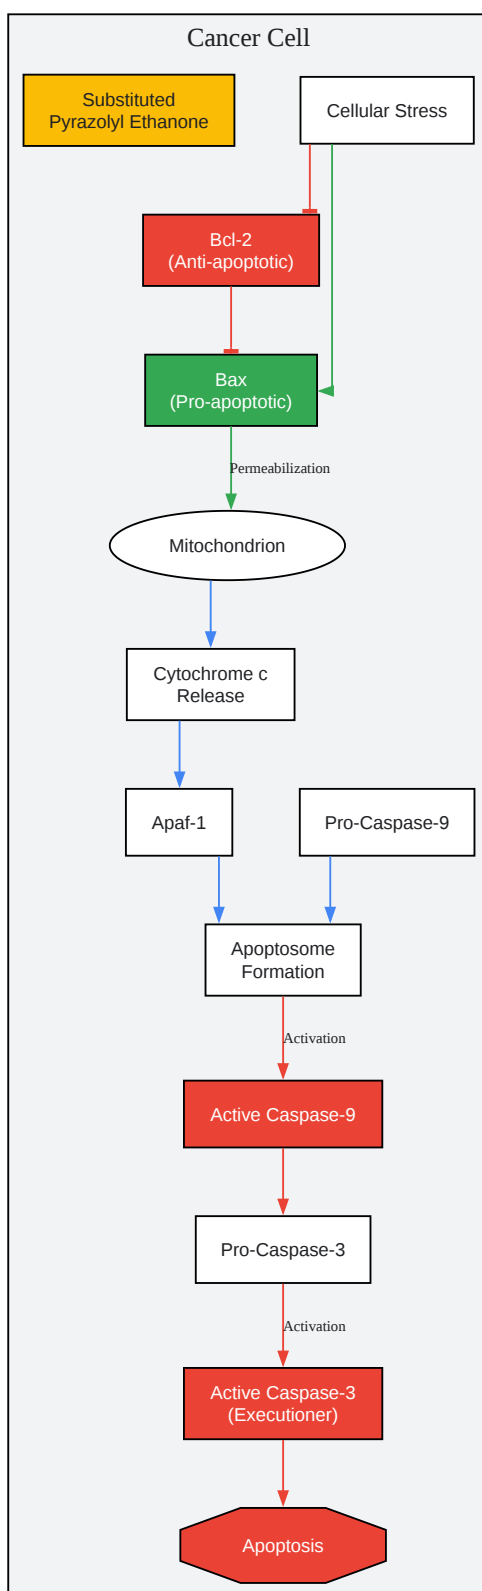 Cancer Cell
Substituted
Pyrazolyl Ethanone
Cellular Stress
Bcl-2
(Anti-apoptotic)
Bax
(Pro-apoptotic)
Permeabilization
Mitochondrion
Cytochrome c
Release
Apaf-1
Pro-Caspase-9
Apoptosome
Formation
Activation
Active Caspase-9
Pro-Caspase-3
Activation
Active Caspase-3
(Executioner)
Apoptosis